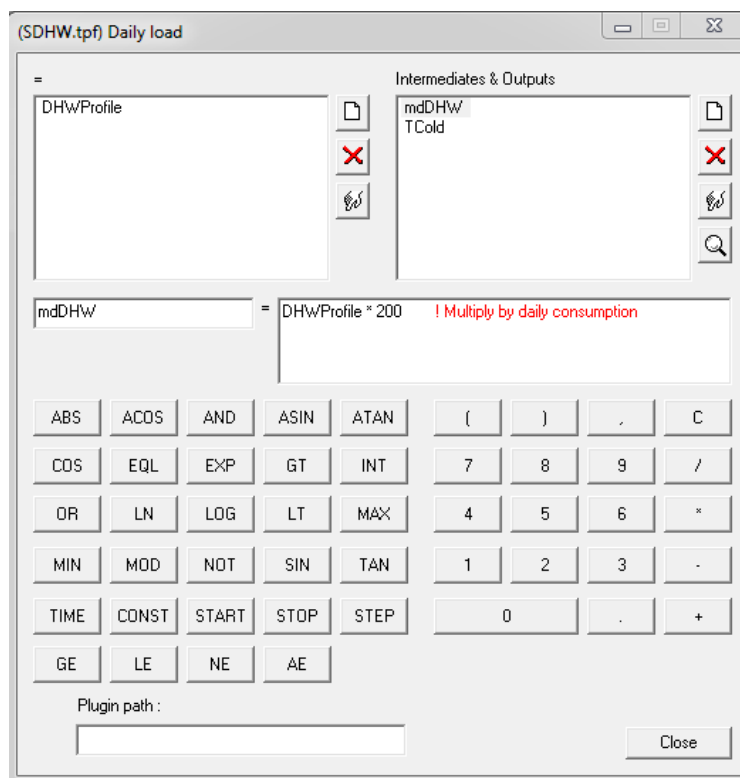 (SDHW.tpf) Daily load
=
Intermediates & Outputs
DHWProfile
mdDHW
TCold
mdDHW
=
DHWProfile * 200 ! Multiply by daily consumption
ABS ACOS AND ASIN ATAN ( ) , C
COS EQL EXP GT INT 7 8 9 /
OR LN LOG LT MAX 4 5 6 *
MIN MOD NOT SIN TAN 1 2 3 -
TIME CONST START STOP STEP 0 . +
GE LE NE AE
Plugin path :
Close